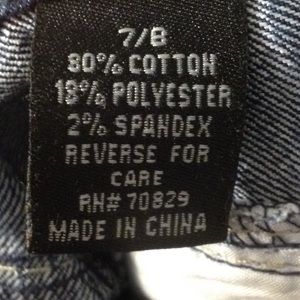 7/8
80% COTTON
18% POLYESTER
2% SPANDEX
REVERSE FOR
CARE
RN# 70829
MADE IN CHINA